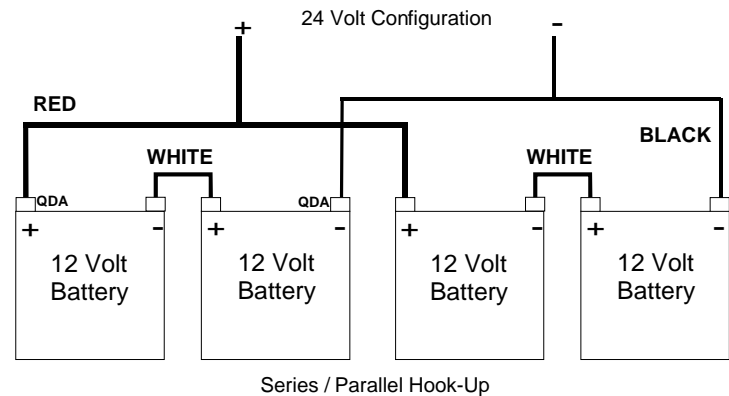 24 Volt Configuration
+ -
RED
BLACK
WHITE WHITE
QDA QDA
+ - + - + - + -
12 Volt Battery
12 Volt Battery
12 Volt Battery
12 Volt Battery
Series / Parallel Hook-Up